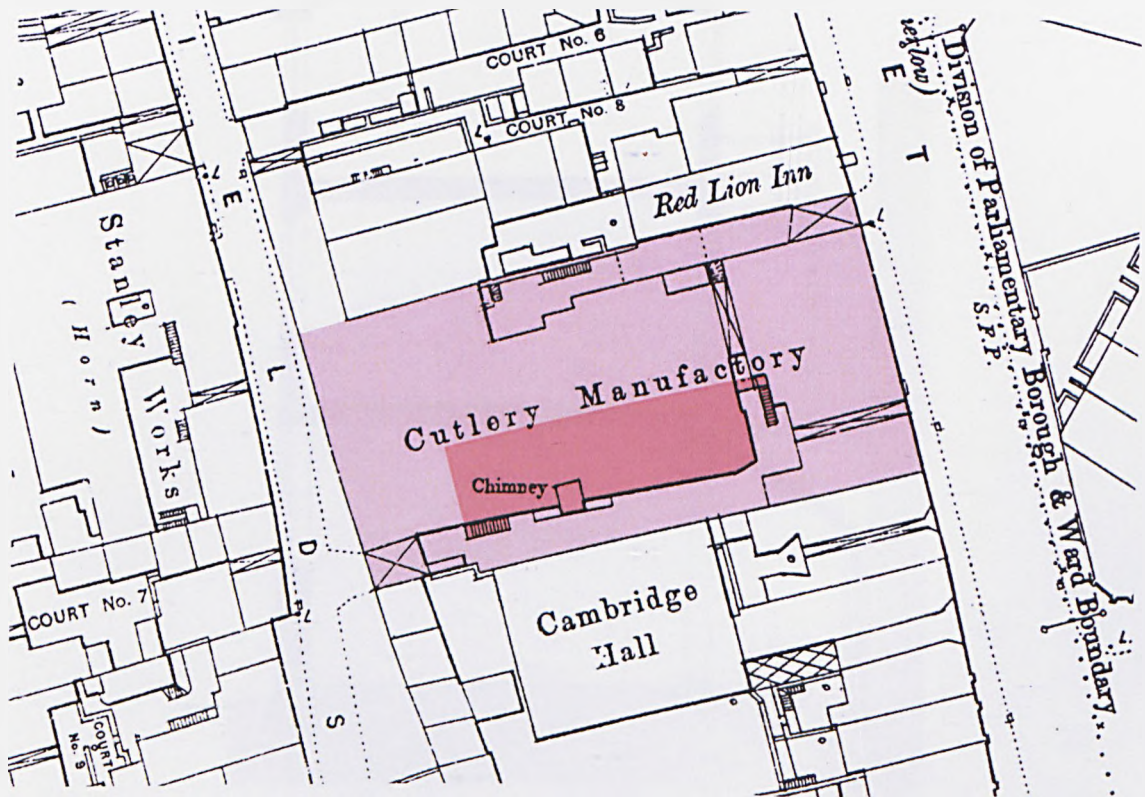 COURT No. 6
COURT No. 8
Red Lion Inn
Stanley
Works
(Horn)
Cutlery Manufactory
Chimney
Cambridge
Hall
COURT No. 7
COURT
No. 9
I
E
L
D
S
E
T
Division of Parliamentary Borough & Ward Boundary
S.P.P.